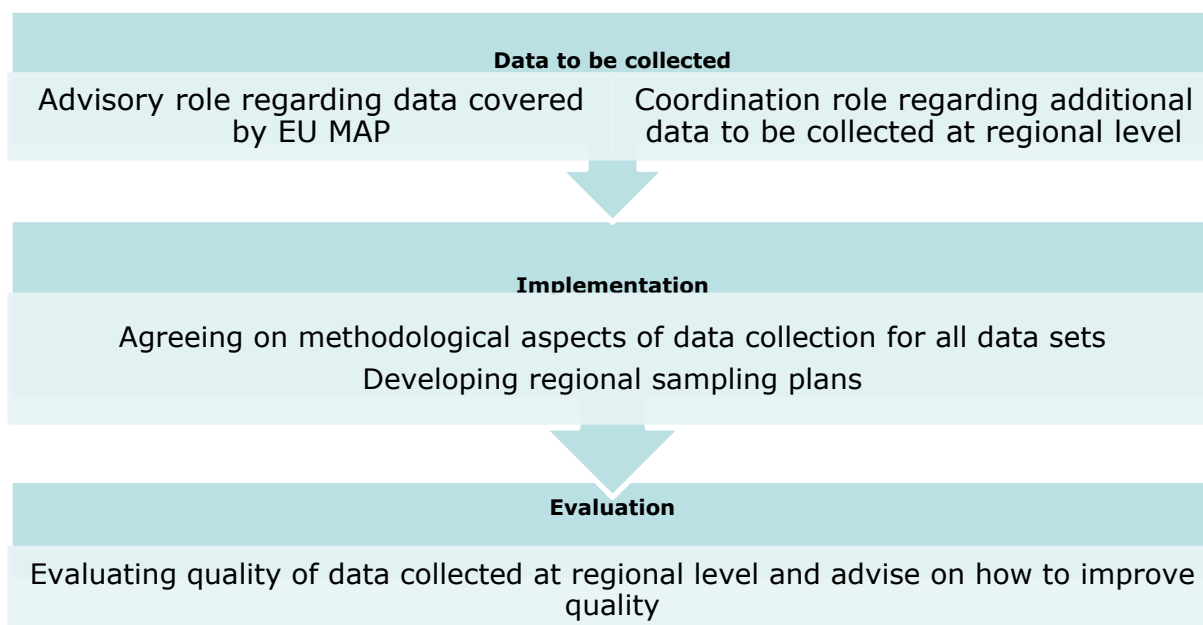 Data to be collected
Advisory role regarding data covered
by EU MAP
Coordination role regarding additional
data to be collected at regional level
Implementation
Agreeing on methodological aspects of data collection for all data sets
Developing regional sampling plans
Evaluation
Evaluating quality of data collected at regional level and advise on how to improve
quality